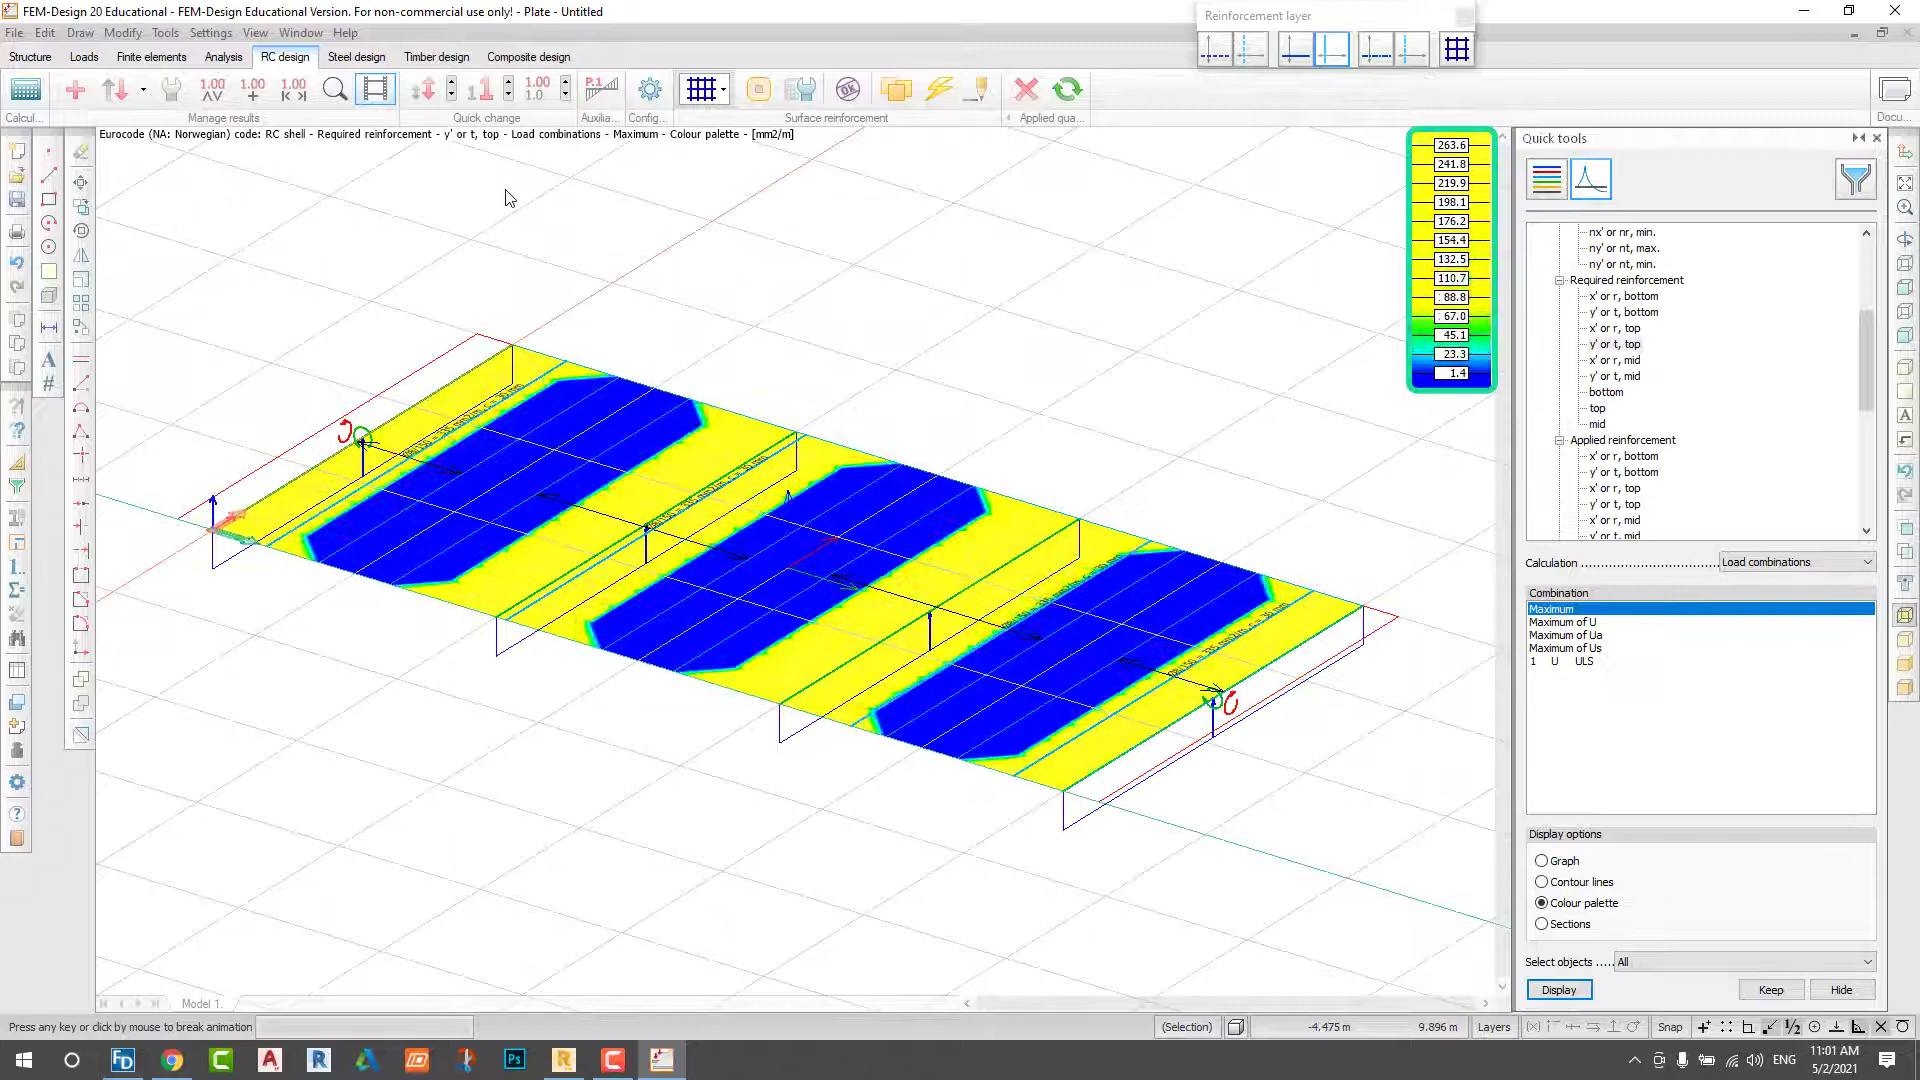 FEM-Design 20 Educational - FEM-Design Educational Version. For non-commercial use only! - Plate - Untitled
Reinforcement layer
File Edit Draw Modify Tools Settings View Window Help
Structure Loads Finite elements Analysis RC design Steel design Timber design Composite design
1.00
1.00
1.00
1.00
1.0
P.1
Calcul... Manage results Quick change Auxilia... Config... Surface reinforcement Applied qua... Docu...
Eurocode (NA: Norwegian) code: RC shell - Required reinforcement - y' or t, top - Load combinations - Maximum - Colour palette - [mm2/m]
263.6
241.8
219.9
198.1
176.2
154.4
132.5
110.7
88.8
67.0
45.1
23.3
1.4
Quick tools
nx' or nr, min.
ny' or nt, max.
ny' or nt, min.
Required reinforcement
x' or r, bottom
y' or t, bottom
x' or r, top
y' or t, top
x' or r, mid
y' or t, mid
bottom
top
mid
Applied reinforcement
x' or r, bottom
y' or t, bottom
x' or r, top
y' or t, top
x' or r, mid
y' or t, mid
Calculation Load combinations
Combination
Maximum
Maximum of U
Maximum of Ua
Maximum of Us
1 U ULS
Display options
Graph
Contour lines
Colour palette
Sections
Select objects ..... All
Display Keep Hide
Model 1.
Press any key or click by mouse to break animation
(Selection) -4.475 m 9.896 m Layers Snap
ENG
11:01 AM
5/2/2021